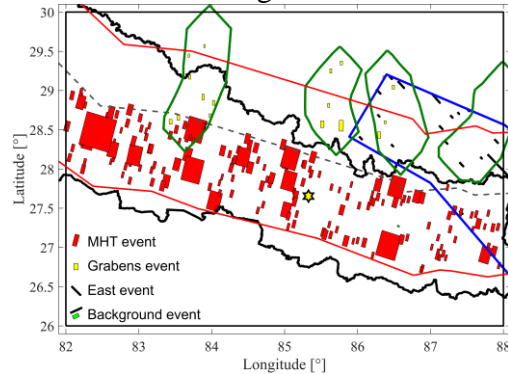 30
29.5
29
28.5
28
27.5
27
26.5
26
Latitude [°]
MHT event
Grabens event
East event
Background event
82 83 84 85 86 87 88
Longitude [°]